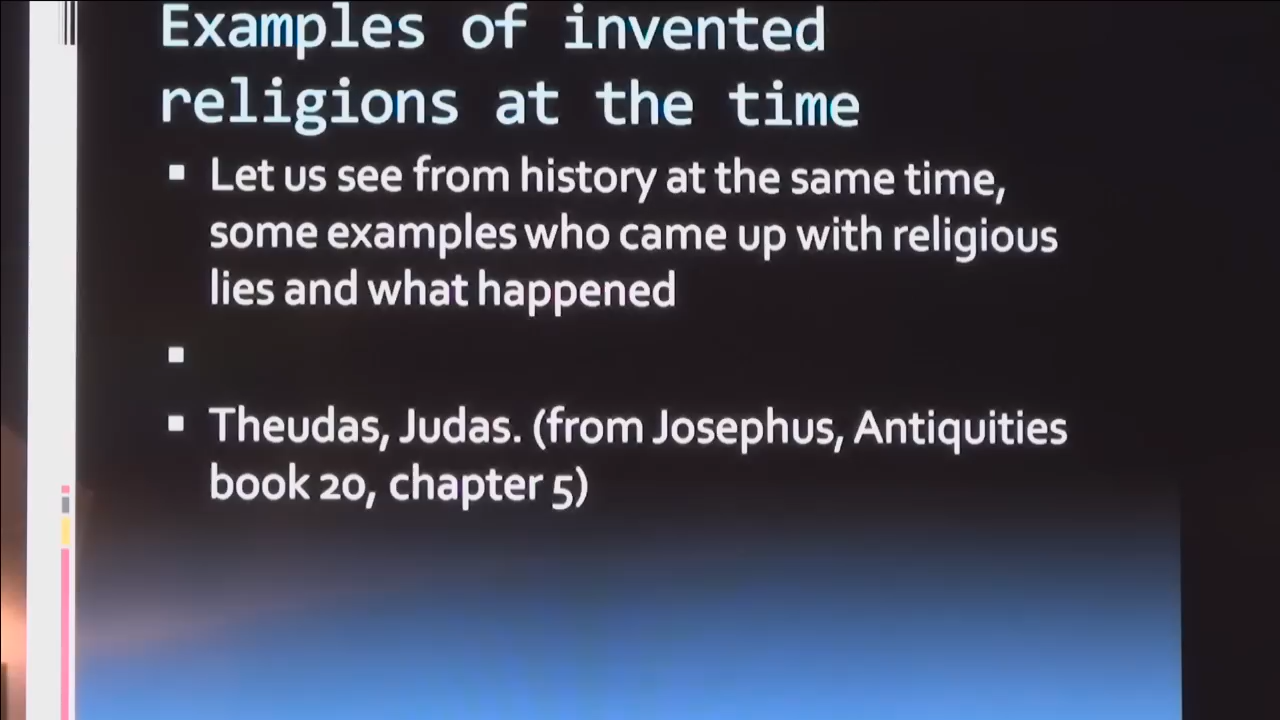 Examples of invented
religions at the time
Let us see from history at the same time,
some examples who came up with religious
lies and what happened
Theudas, Judas. (from Josephus, Antiquities
book 20, chapter 5)